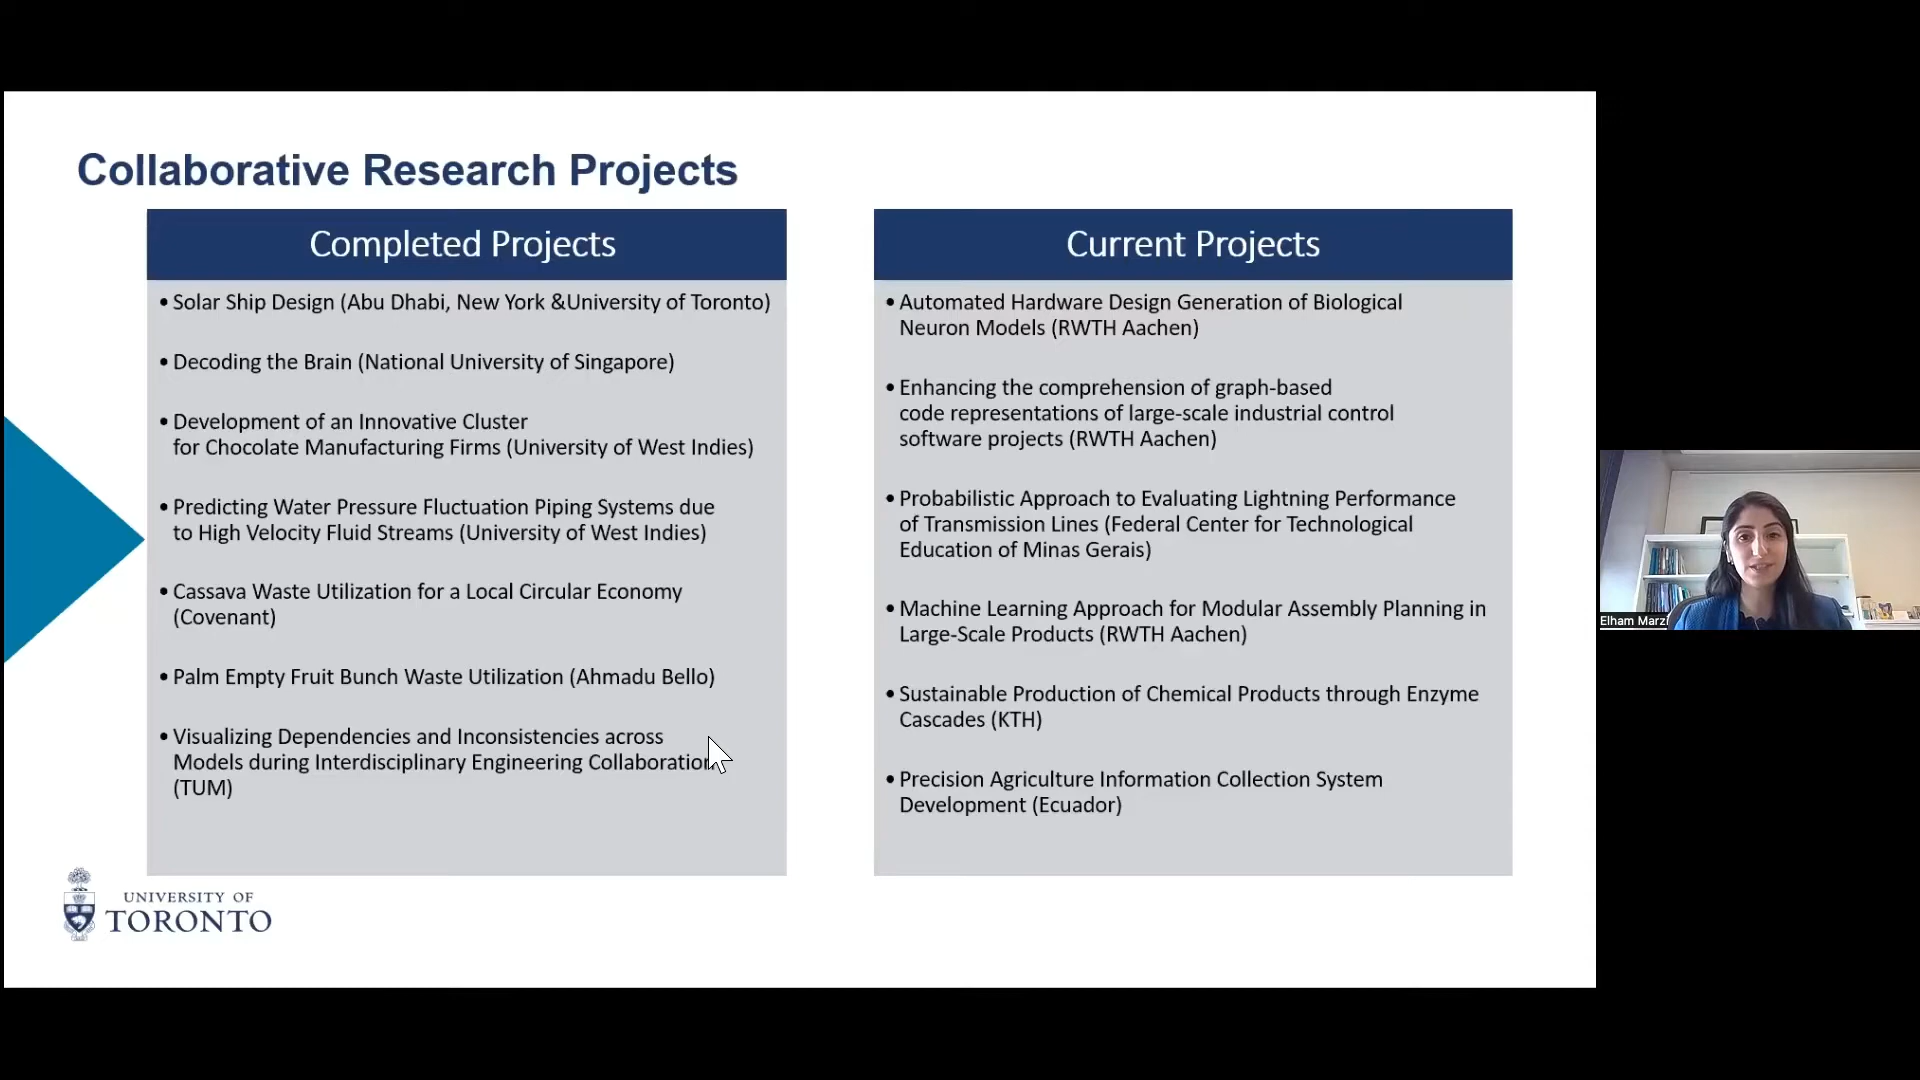 Collaborative Research Projects
Completed Projects
• Solar Ship Design (Abu Dhabi, New York &University of Toronto)
• Decoding the Brain (National University of Singapore)
• Development of an Innovative Cluster
for Chocolate Manufacturing Firms (University of West Indies)
• Predicting Water Pressure Fluctuation Piping Systems due
to High Velocity Fluid Streams (University of West Indies)
• Cassava Waste Utilization for a Local Circular Economy
(Covenant)
• Palm Empty Fruit Bunch Waste Utilization (Ahmadu Bello)
• Visualizing Dependencies and Inconsistencies across
Models during Interdisciplinary Engineering Collaboration
(TUM)
Current Projects
• Automated Hardware Design Generation of Biological
Neuron Models (RWTH Aachen)
• Enhancing the comprehension of graph-based
code representations of large-scale industrial control
software projects (RWTH Aachen)
• Probabilistic Approach to Evaluating Lightning Performance
of Transmission Lines (Federal Center for Technological
Education of Minas Gerais)
• Machine Learning Approach for Modular Assembly Planning in
Large-Scale Products (RWTH Aachen)
• Sustainable Production of Chemical Products through Enzyme
Cascades (KTH)
• Precision Agriculture Information Collection System
Development (Ecuador)
UNIVERSITY OF
TORONTO
Elham Marzi